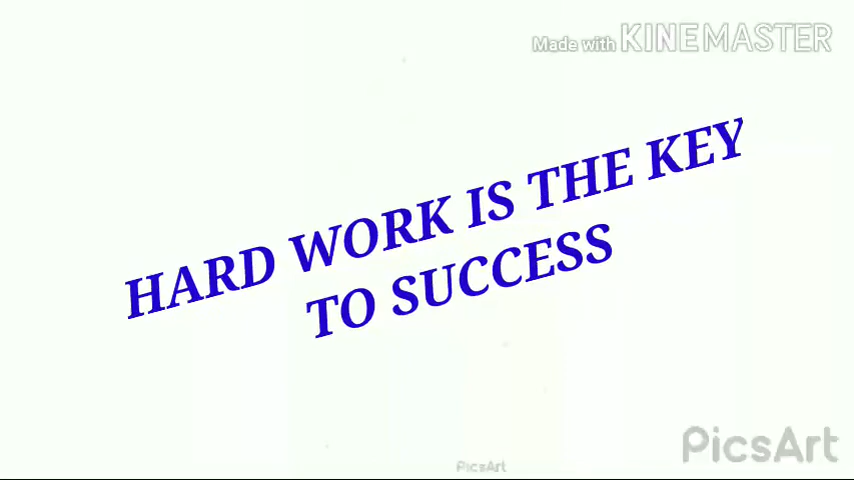 Made with KINEMASTER
HARD WORK IS THE KEY
TO SUCCESS
PicsArt
PicsArt